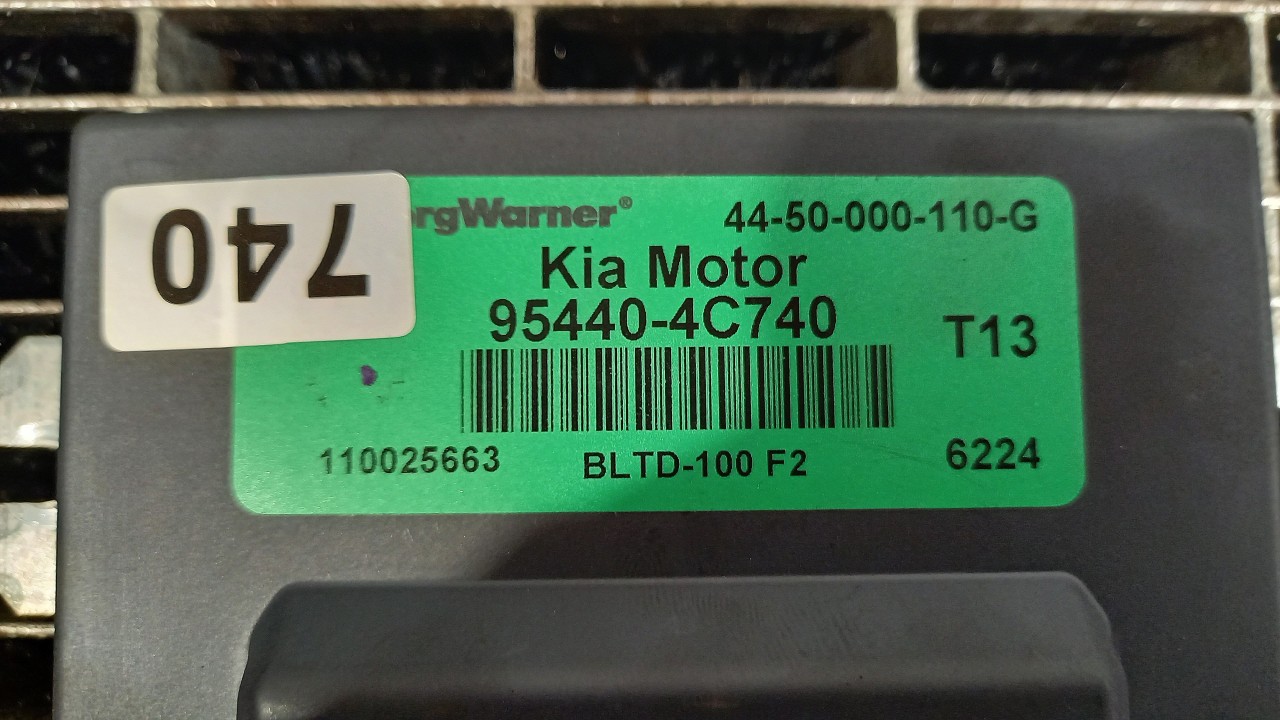 740
rgWarner®
44-50-000-110-G
Kia Motor
95440-4C740
T13
110025663
BLTD-100 F2
6224